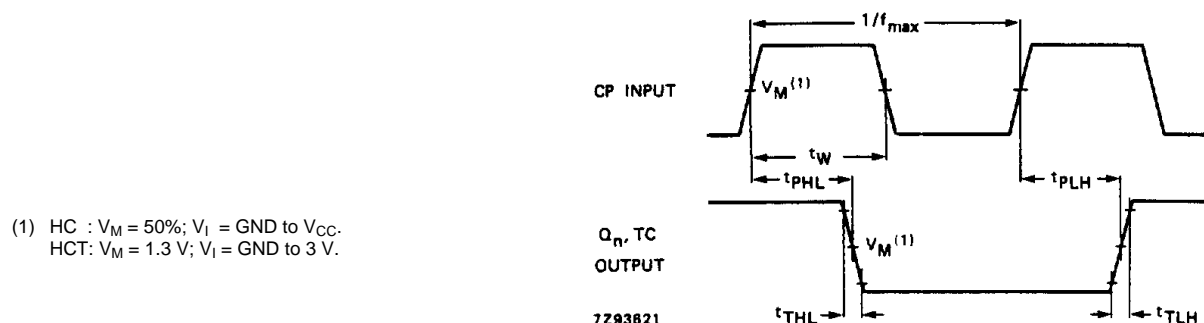 (1) HC : VM = 50%; VI = GND to VCC.
HCT: VM = 1.3 V; VI = GND to 3 V.
1/fmax
CP INPUT
VM(1)
tW
tPHL
tPLH
Qn, TC
OUTPUT
VM(1)
7Z93621
tTHL
tTLH